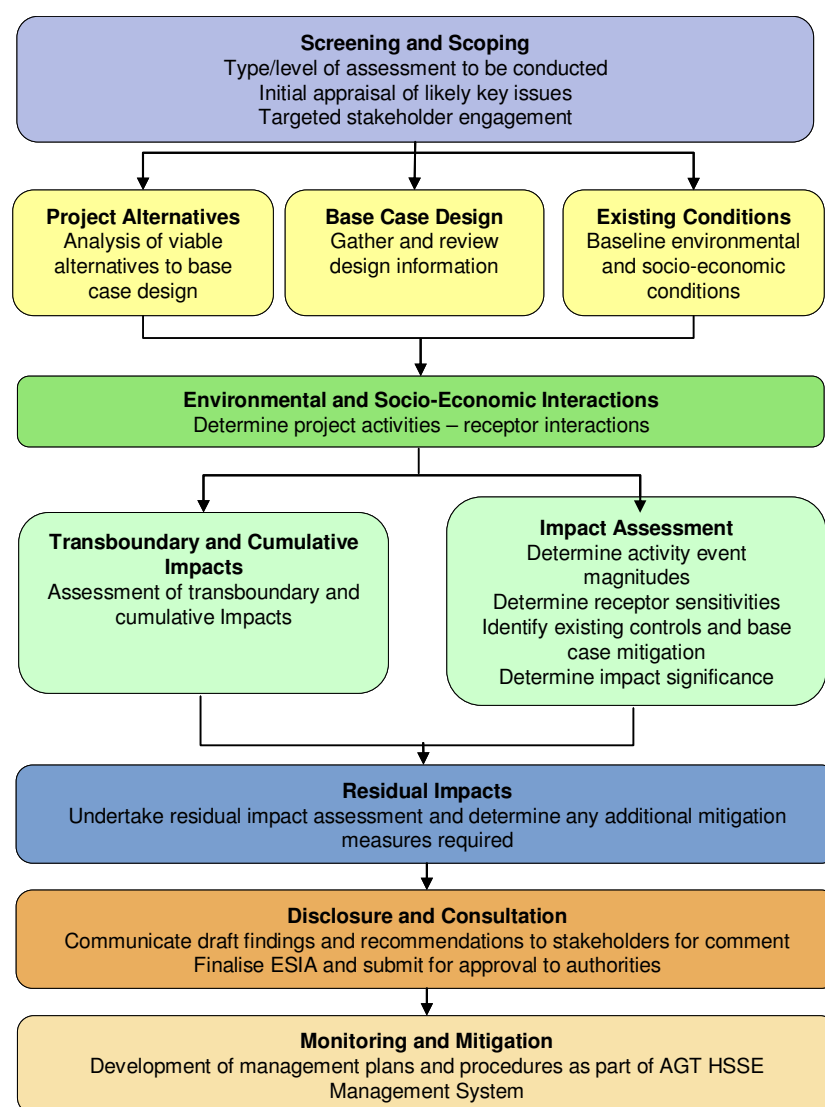 Screening and Scoping
Type/level of assessment to be conducted
Initial appraisal of likely key issues
Targeted stakeholder engagement
Project Alternatives
Analysis of viable
alternatives to base
case design
Base Case Design
Gather and review
design information
Existing Conditions
Baseline environmental
and socio-economic
conditions
Environmental and Socio-Economic Interactions
Determine project activities – receptor interactions
Transboundary and Cumulative
Impacts
Assessment of transboundary and
cumulative Impacts
Impact Assessment
Determine activity event
magnitudes
Determine receptor sensitivities
Identify existing controls and base
case mitigation
Determine impact significance
Residual Impacts
Undertake residual impact assessment and determine any additional mitigation
measures required
Disclosure and Consultation
Communicate draft findings and recommendations to stakeholders for comment
Finalise ESIA and submit for approval to authorities
Monitoring and Mitigation
Development of management plans and procedures as part of AGT HSSE
Management System